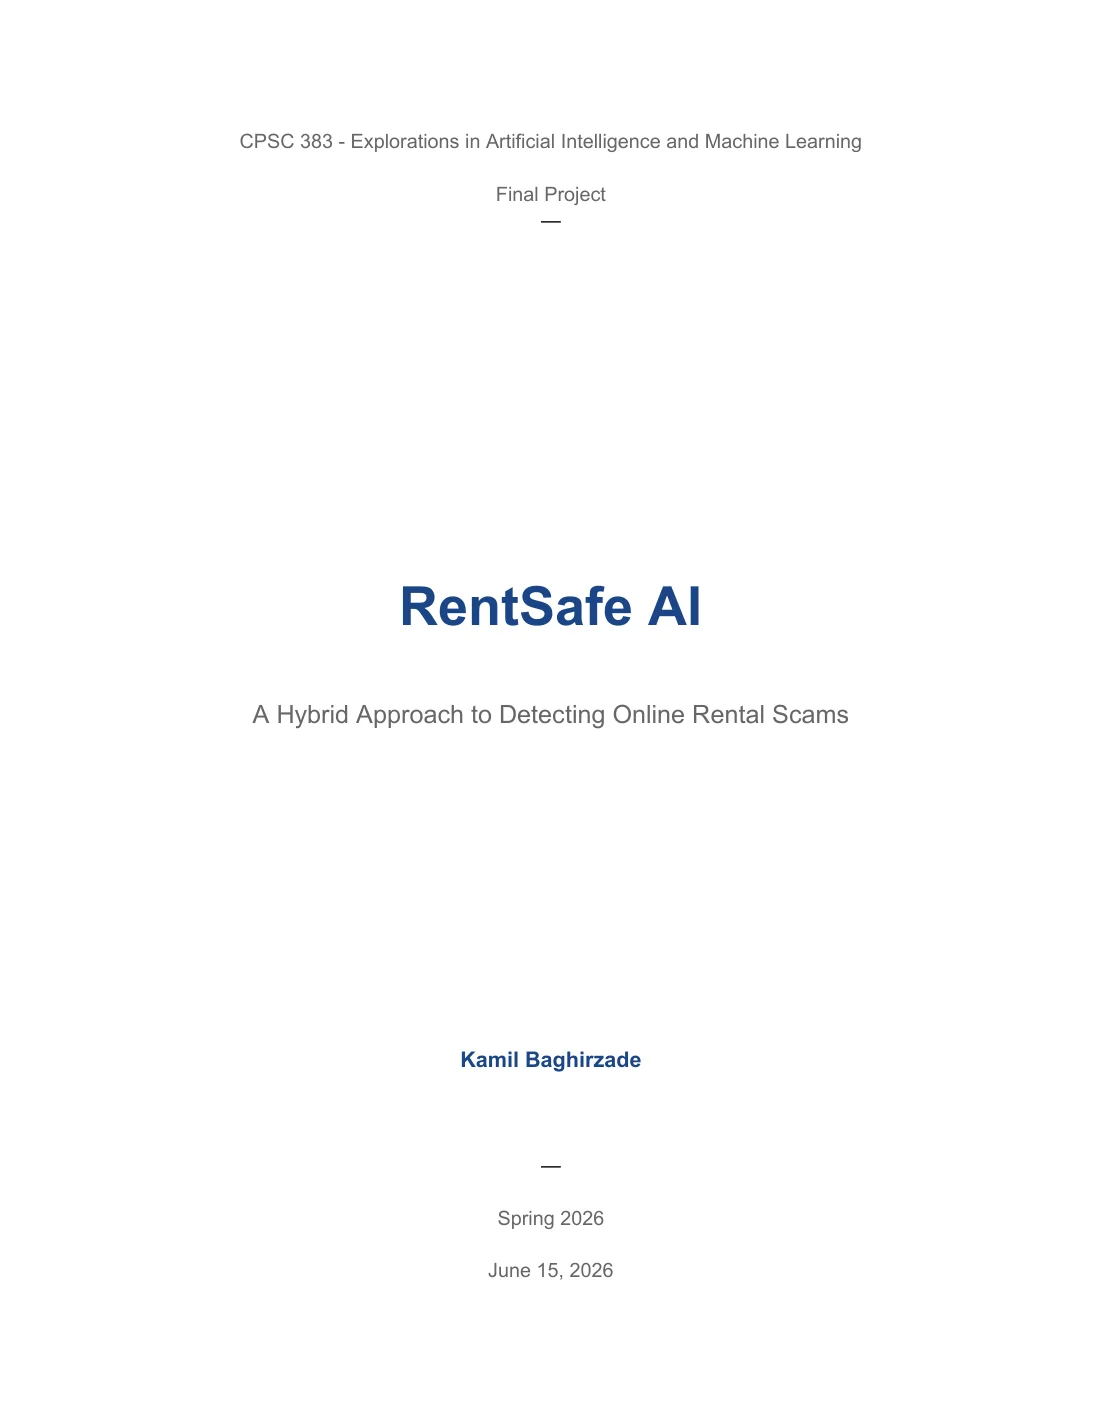 CPSC 383 - Explorations in Artificial Intelligence and Machine Learning
Final Project
—
RentSafe AI
A Hybrid Approach to Detecting Online Rental Scams
Kamil Baghirzade
—
Spring 2026
June 15, 2026